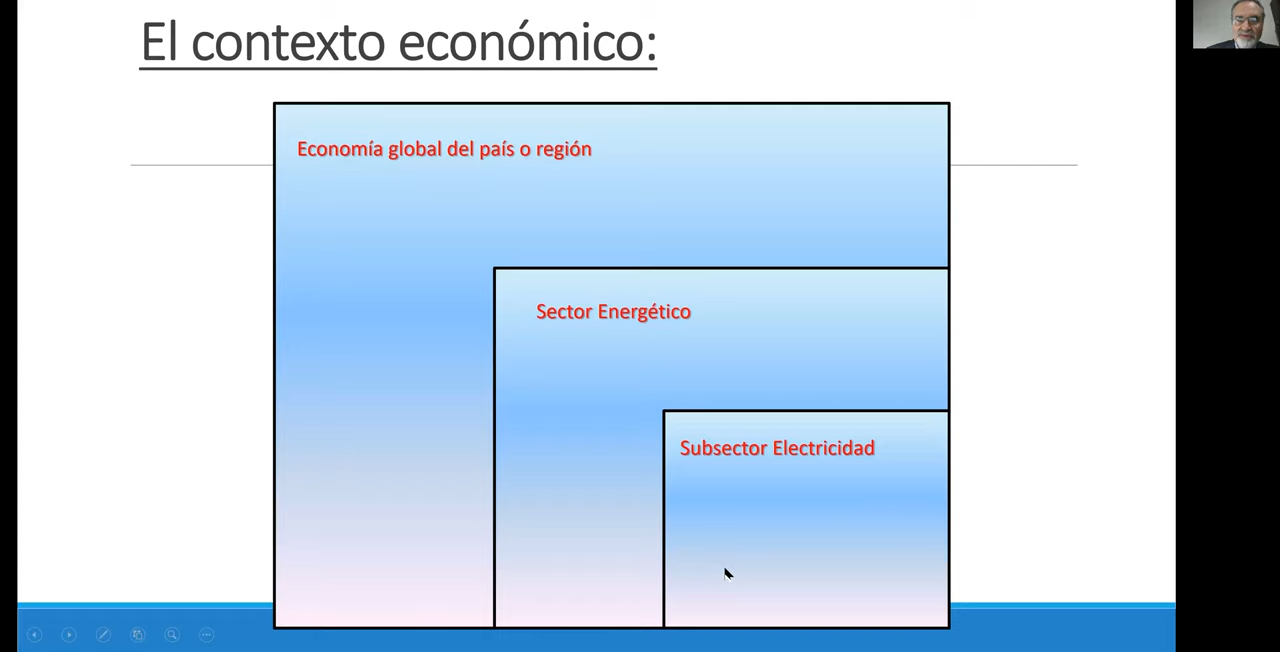 El contexto económico:
Economía global del país o región
Sector Energético
Subsector Electricidad